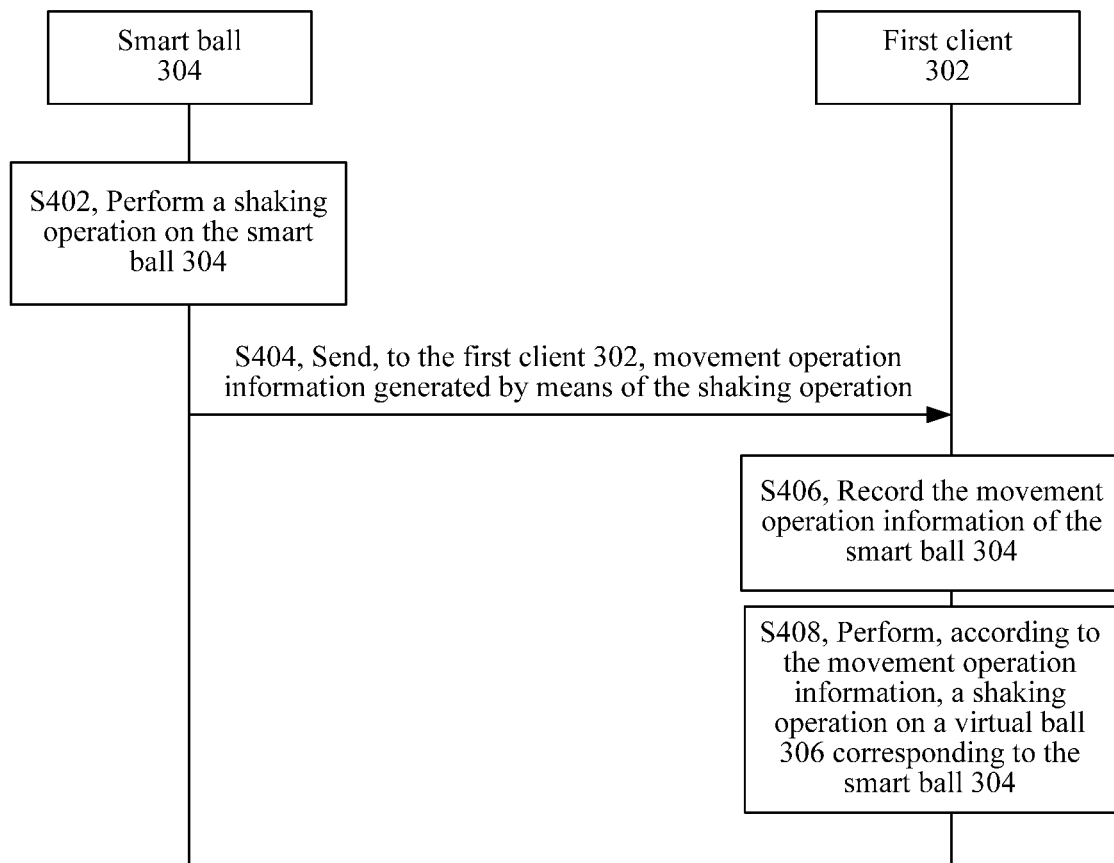 Smart ball
304
First client
302
S402, Perform a shaking
operation on the smart
ball 304
S404, Send, to the first client 302, movement operation
information generated by means of the shaking operation
S406, Record the movement
operation information of the
smart ball 304
S408, Perform, according to
the movement operation
information, a shaking
operation on a virtual ball
306 corresponding to the
smart ball 304